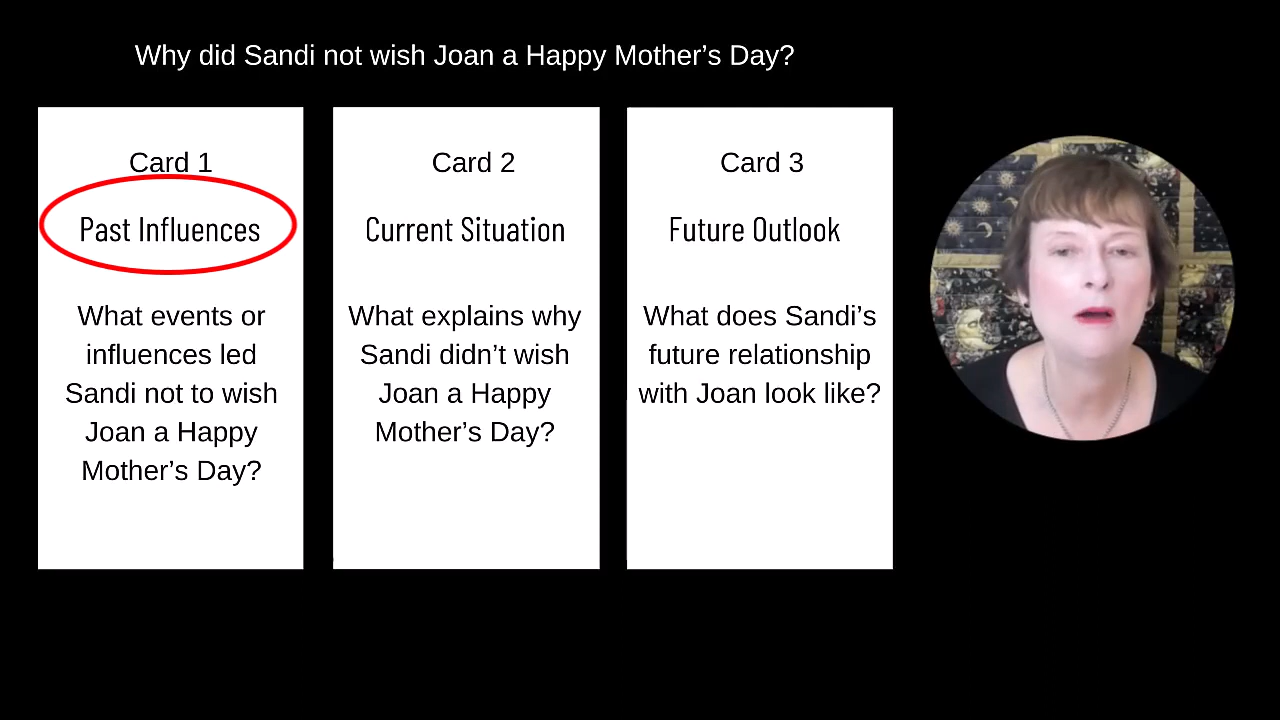 Why did Sandi not wish Joan a Happy Mother’s Day?
Card 1
Past Influences
What events or
influences led
Sandi not to wish
Joan a Happy
Mother’s Day?
Card 2
Current Situation
What explains why
Sandi didn’t wish
Joan a Happy
Mother’s Day?
Card 3
Future Outlook
What does Sandi’s
future relationship
with Joan look like?